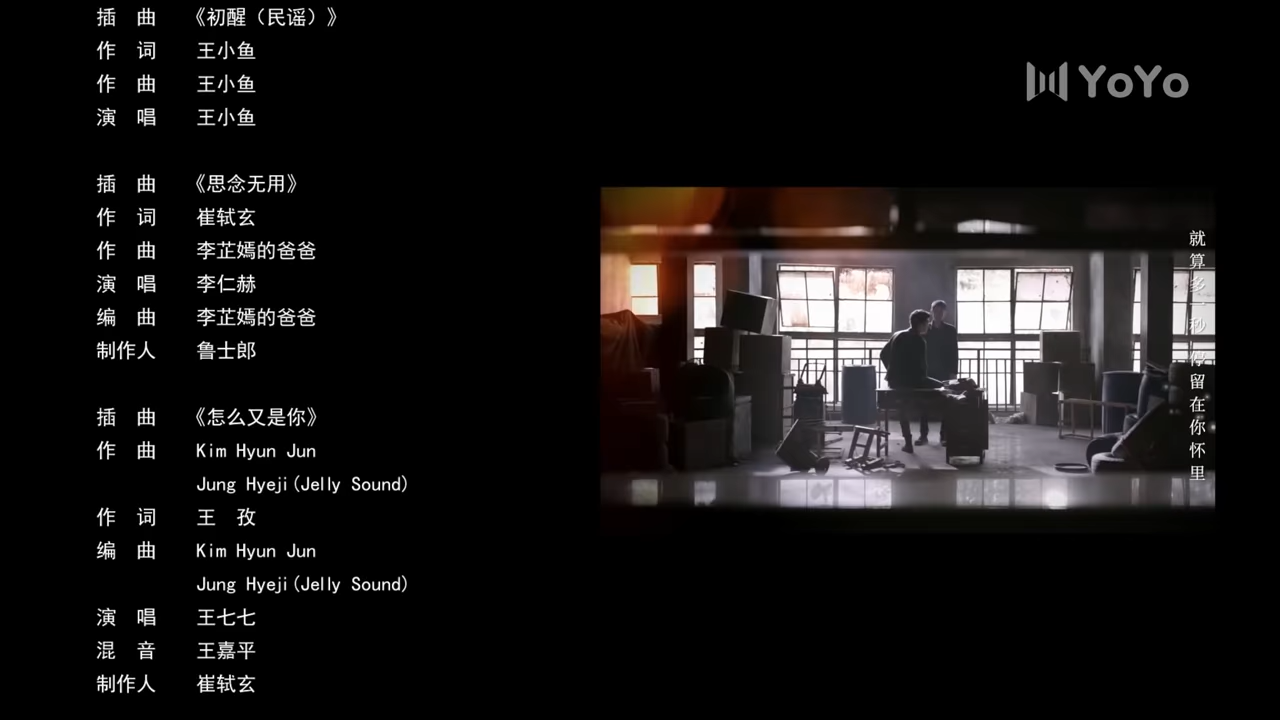 插 曲 《初醒（民谣）》
作 词 王小鱼
作 曲 王小鱼
演 唱 王小鱼
插 曲 《思念无用》
作 词 崔轼玄
作 曲 李芷嫣的爸爸
演 唱 李仁赫
编 曲 李芷嫣的爸爸
制作人 鲁士郎
插 曲 《怎么又是你》
作 曲 Kim Hyun Jun
Jung Hyeji(Jelly Sound)
作 词 王 孜
编 曲 Kim Hyun Jun
Jung Hyeji(Jelly Sound)
演 唱 王七七
混 音 王嘉平
制作人 崔轼玄
YoYo
就算多一秒 停留在你怀里